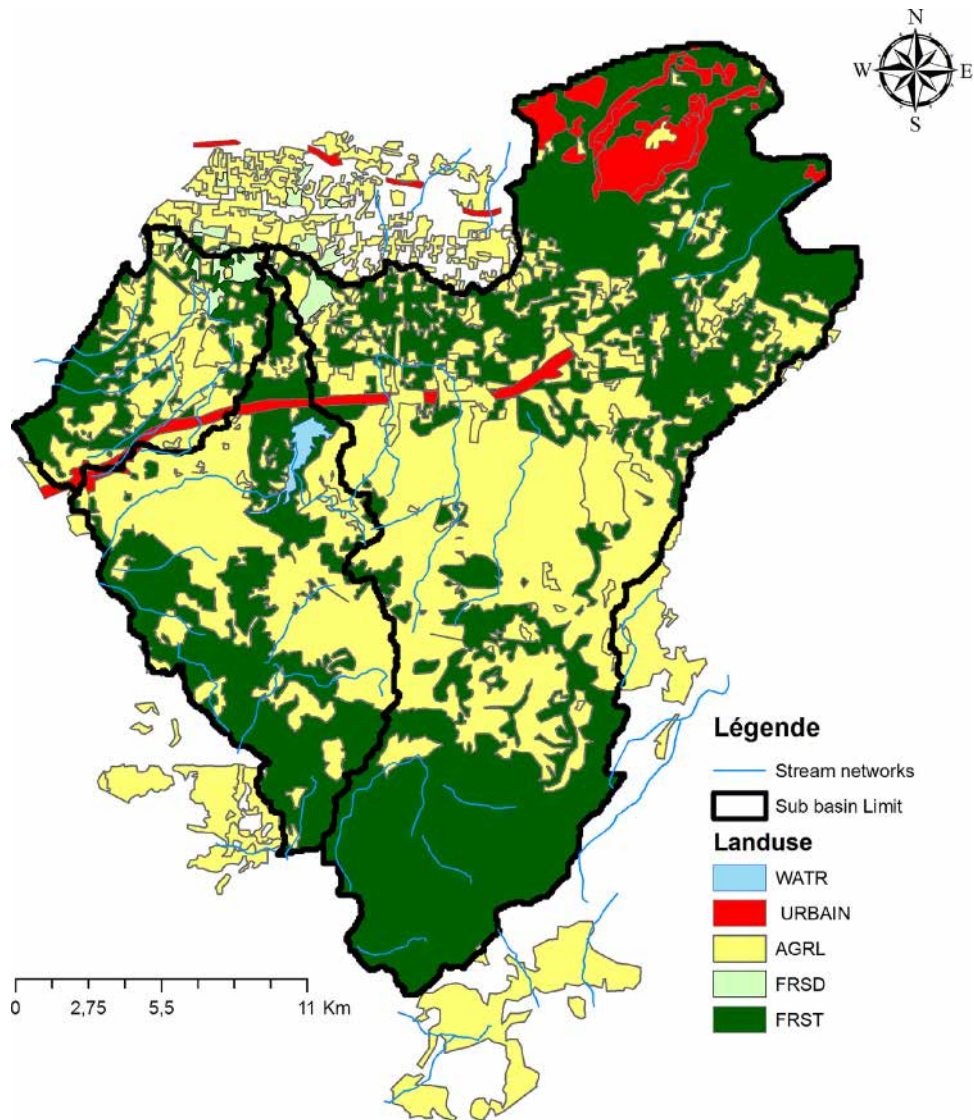 N
W E
S
Légende
Stream networks
Sub basin Limit
Landuse
WATR
URBAIN
AGRL
FRSD
FRST
0 2,75 5,5 11 Km